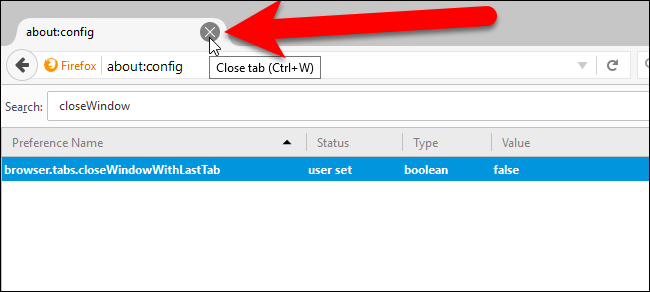 about:config
Firefox about:config
Close tab (Ctrl+W)
Search: closeWindow
Preference Name Status Type Value
browser.tabs.closeWindowWithLastTab user set boolean false